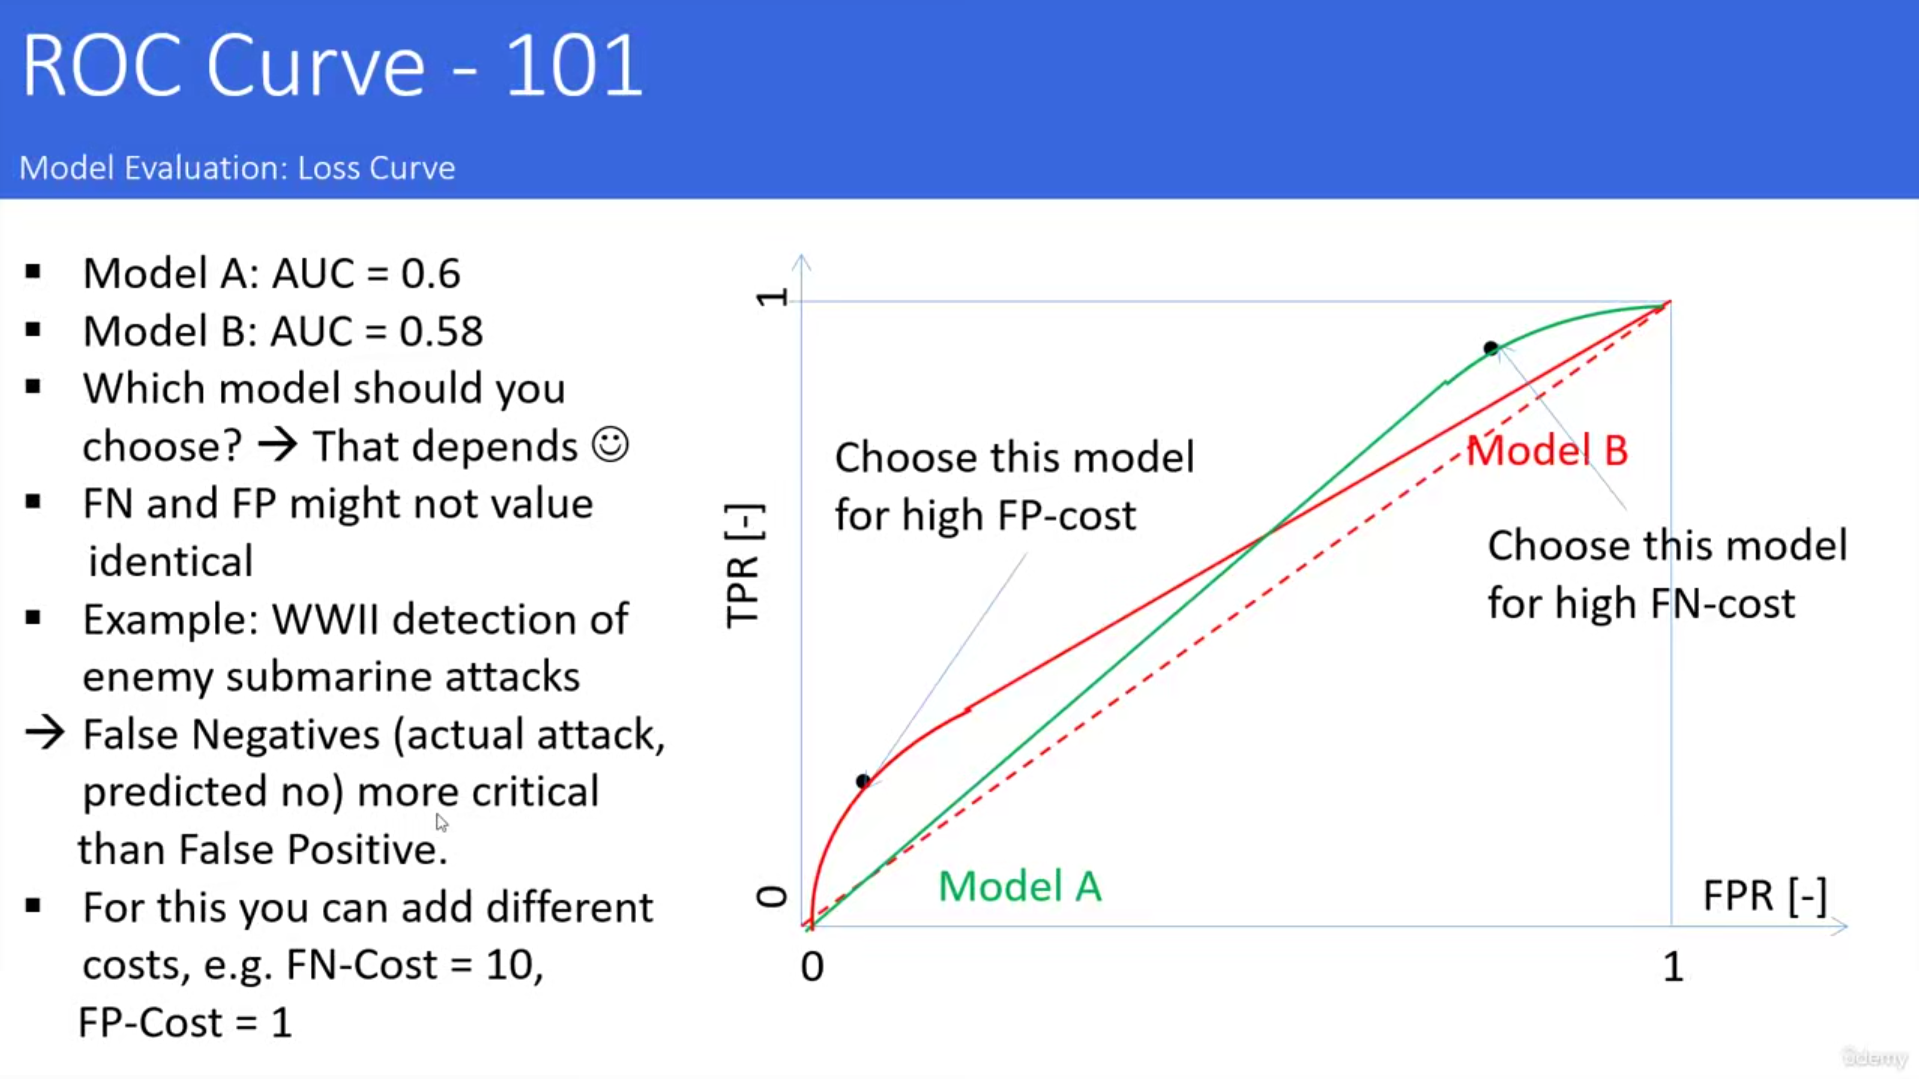 ROC Curve - 101
Model Evaluation: Loss Curve
▪ Model A: AUC = 0.6
▪ Model B: AUC = 0.58
▪ Which model should you
choose? → That depends ☺
▪ FN and FP might not value
identical
▪ Example: WWII detection of
enemy submarine attacks
→ False Negatives (actual attack,
predicted no) more critical
than False Positive.
▪ For this you can add different
costs, e.g. FN-Cost = 10,
FP-Cost = 1
1
TPR [-]
0
Choose this model
for high FP-cost
Model B
Choose this model
for high FN-cost
Model A
FPR [-]
0
1
ûdemy